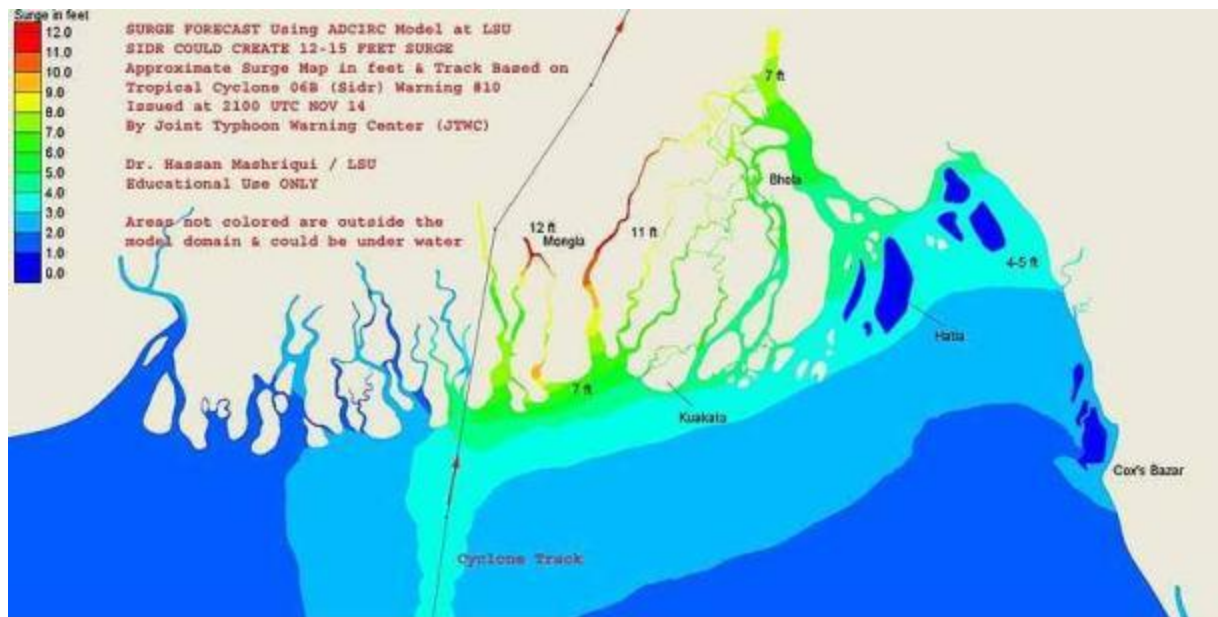 Surge in feet
12.0
11.0
10.0
9.0
8.0
7.0
6.0
5.0
4.0
3.0
2.0
1.0
0.0
SURGE FORECAST Using ADCIRC Model at LSU
SIDR COULD CREATE 12-15 FEET SURGE
Approximate Surge Map in feet & Track Based on
Tropical Cyclone 06B (Sidr) Warning #10
Issued at 2100 UTC NOV 14
By Joint Typhoon Warning Center (JTWC)
Dr. Hassan Mashriqui / LSU
Educational Use ONLY
Areas not colored are outside the
model domain & could be under water
7 ft
Bhola
12 ft
Mongla
11 ft
4-5 ft
Hatia
7 ft
Kuakata
Cox's Bazar
Cyclone Track